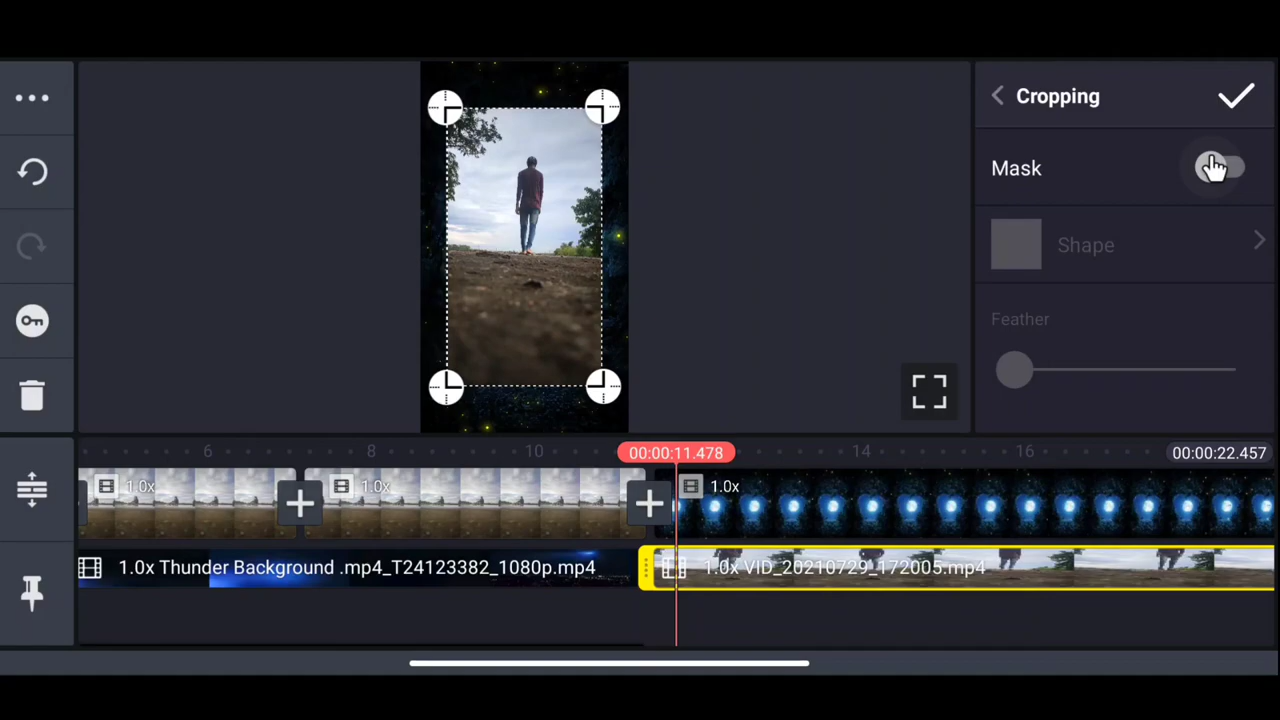 Cropping
Mask
Shape
Feather
6 8 10 00:00:11.478 14 16 00:00:22.457
1.0x 1.0x 1.0x
1.0x Thunder Background .mp4_T24123382_1080p.mp4 1.0x VID_20210729_172005.mp4